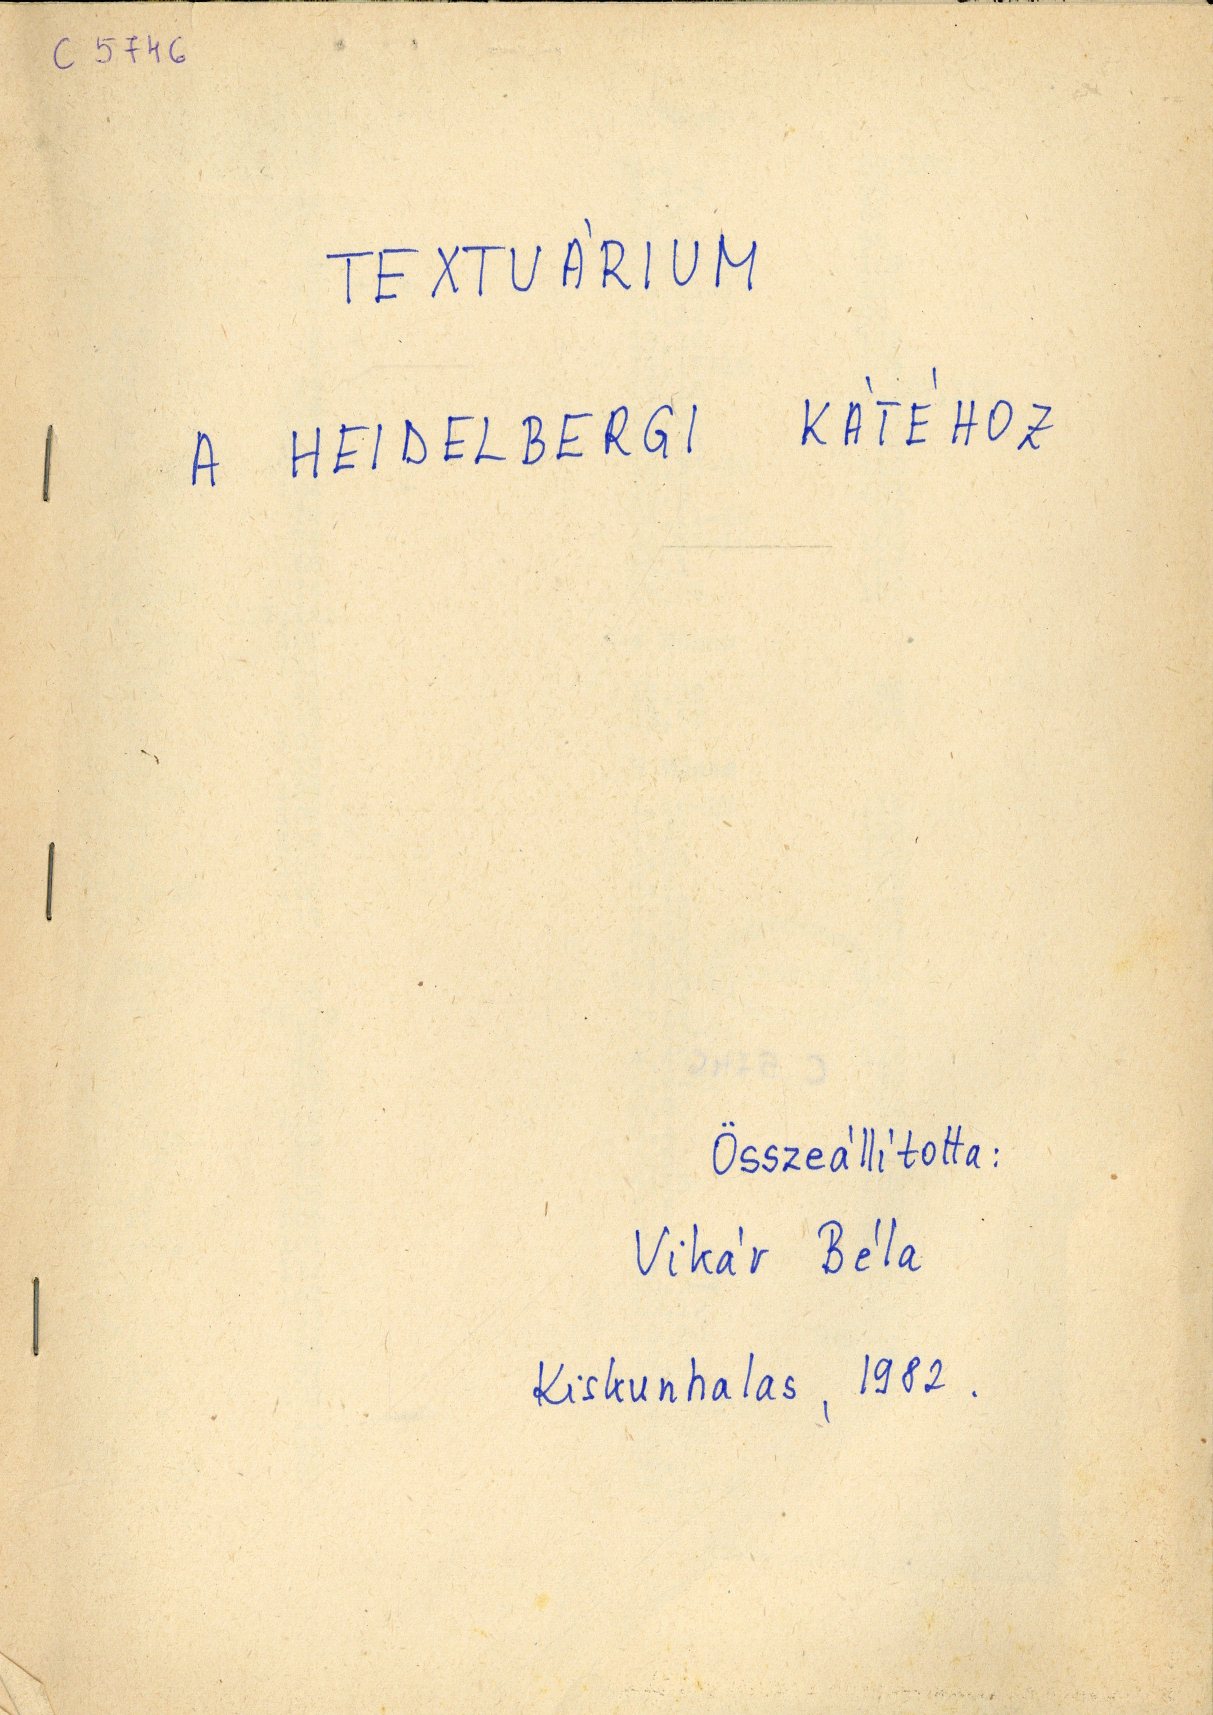 C 5746
TEXTUÁRIUM
A HEIDELBERGI KÁTÉHOZ
Összeállította:
Vikár Béla
Kiskunhalas, 1982.